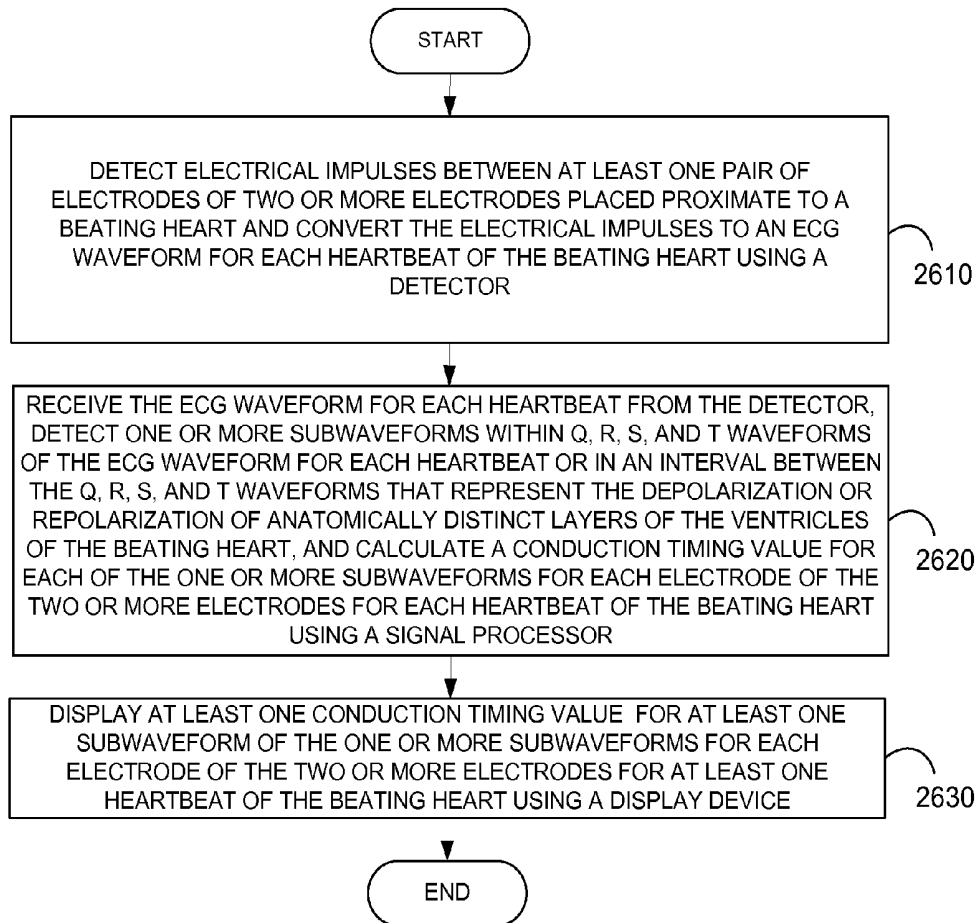 START
DETECT ELECTRICAL IMPULSES BETWEEN AT LEAST ONE PAIR OF
ELECTRODES OF TWO OR MORE ELECTRODES PLACED PROXIMATE TO A
BEATING HEART AND CONVERT THE ELECTRICAL IMPULSES TO AN ECG
WAVEFORM FOR EACH HEARTBEAT OF THE BEATING HEART USING A
DETECTOR
2610
RECEIVE THE ECG WAVEFORM FOR EACH HEARTBEAT FROM THE DETECTOR,
DETECT ONE OR MORE SUBWAVEFORMS WITHIN Q, R, S, AND T WAVEFORMS
OF THE ECG WAVEFORM FOR EACH HEARTBEAT OR IN AN INTERVAL BETWEEN
THE Q, R, S, AND T WAVEFORMS THAT REPRESENT THE DEPOLARIZATION OR
REPOLARIZATION OF ANATOMICALLY DISTINCT LAYERS OF THE VENTRICLES
OF THE BEATING HEART, AND CALCULATE A CONDUCTION TIMING VALUE FOR
EACH OF THE ONE OR MORE SUBWAVEFORMS FOR EACH ELECTRODE OF THE
TWO OR MORE ELECTRODES FOR EACH HEARTBEAT OF THE BEATING HEART
USING A SIGNAL PROCESSOR
2620
DISPLAY AT LEAST ONE CONDUCTION TIMING VALUE FOR AT LEAST ONE
SUBWAVEFORM OF THE ONE OR MORE SUBWAVEFORMS FOR EACH
ELECTRODE OF THE TWO OR MORE ELECTRODES FOR AT LEAST ONE
HEARTBEAT OF THE BEATING HEART USING A DISPLAY DEVICE
2630
END